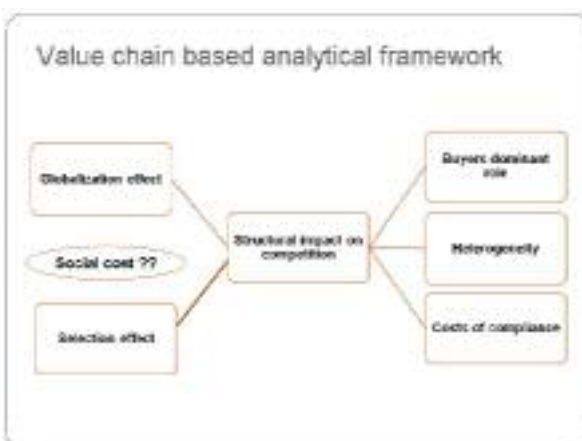 Value chain based analytical framework
Globalization effect
Social cost ??
Selection effect
Structural impact on
competition
Buyers dominant
role
Heterogeneity
Costs of compliance